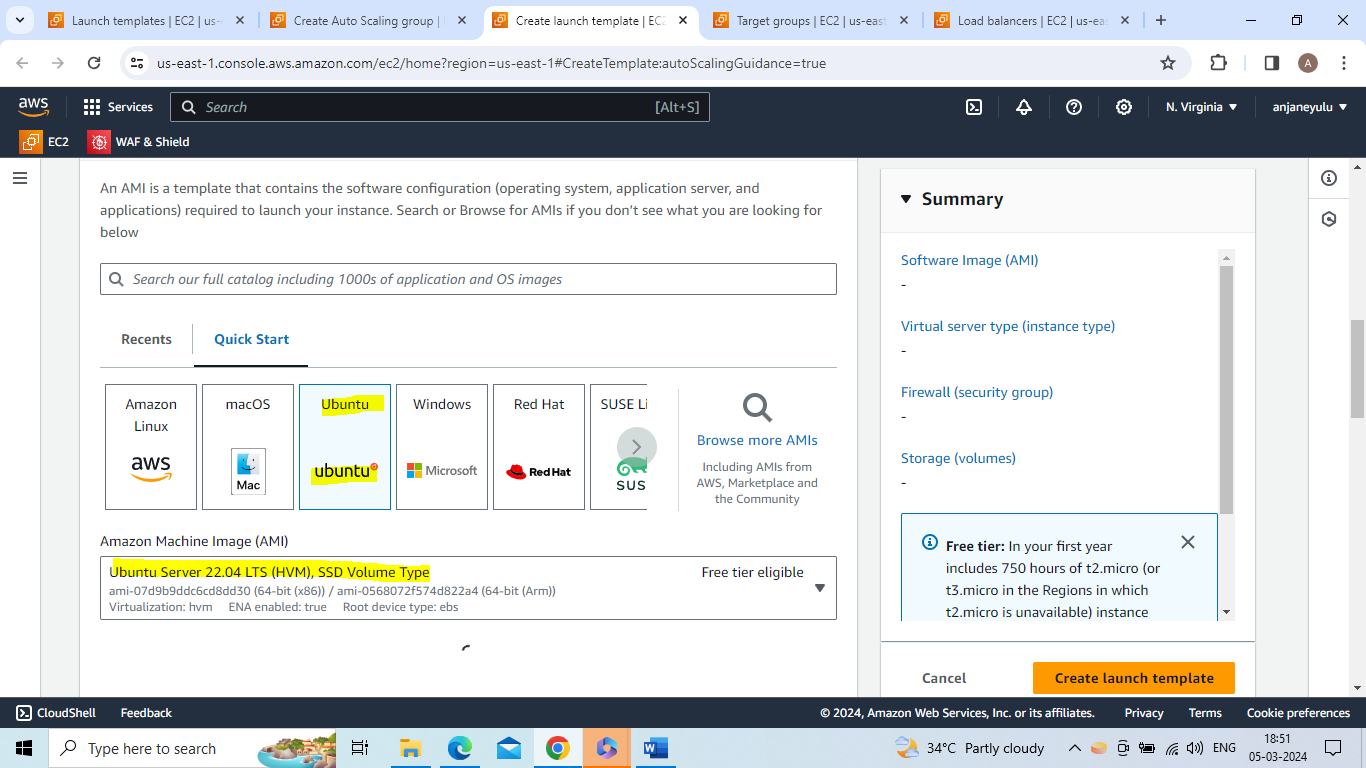 Launch templates | EC2 | us-e
Create Auto Scaling group |
Create launch template | EC2
Target groups | EC2 | us-east
Load balancers | EC2 | us-eas
us-east-1.console.aws.amazon.com/ec2/home?region=us-east-1#CreateTemplate:autoScalingGuidance=true
A
aws
Services
Search
[Alt+S]
N. Virginia
anjaneyulu
EC2
WAF & Shield
An AMI is a template that contains the software configuration (operating system, application server, and
applications) required to launch your instance. Search or Browse for AMIs if you don't see what you are looking for
below
Search our full catalog including 1000s of application and OS images
Recents
Quick Start
Amazon
Linux
aws
macOS
Mac
Ubuntu
ubuntu
Windows
Microsoft
Red Hat
Red Hat
SUSE Li
SUS
Browse more AMIs
Including AMIs from
AWS, Marketplace and
the Community
Amazon Machine Image (AMI)
Ubuntu Server 22.04 LTS (HVM), SSD Volume Type
Free tier eligible
ami-07d9b9ddc6cd8dd30 (64-bit (x86)) / ami-0568072f574d822a4 (64-bit (Arm))
Virtualization: hvm ENA enabled: true Root device type: ebs
Summary
Software Image (AMI)
-
Virtual server type (instance type)
-
Firewall (security group)
-
Storage (volumes)
-
Free tier: In your first year
includes 750 hours of t2.micro (or
t3.micro in the Regions in which
t2.micro is unavailable) instance
Cancel
Create launch template
CloudShell
Feedback
© 2024, Amazon Web Services, Inc. or its affiliates.
Privacy
Terms
Cookie preferences
Type here to search
34°C Partly cloudy
ENG
18:51
05-03-2024